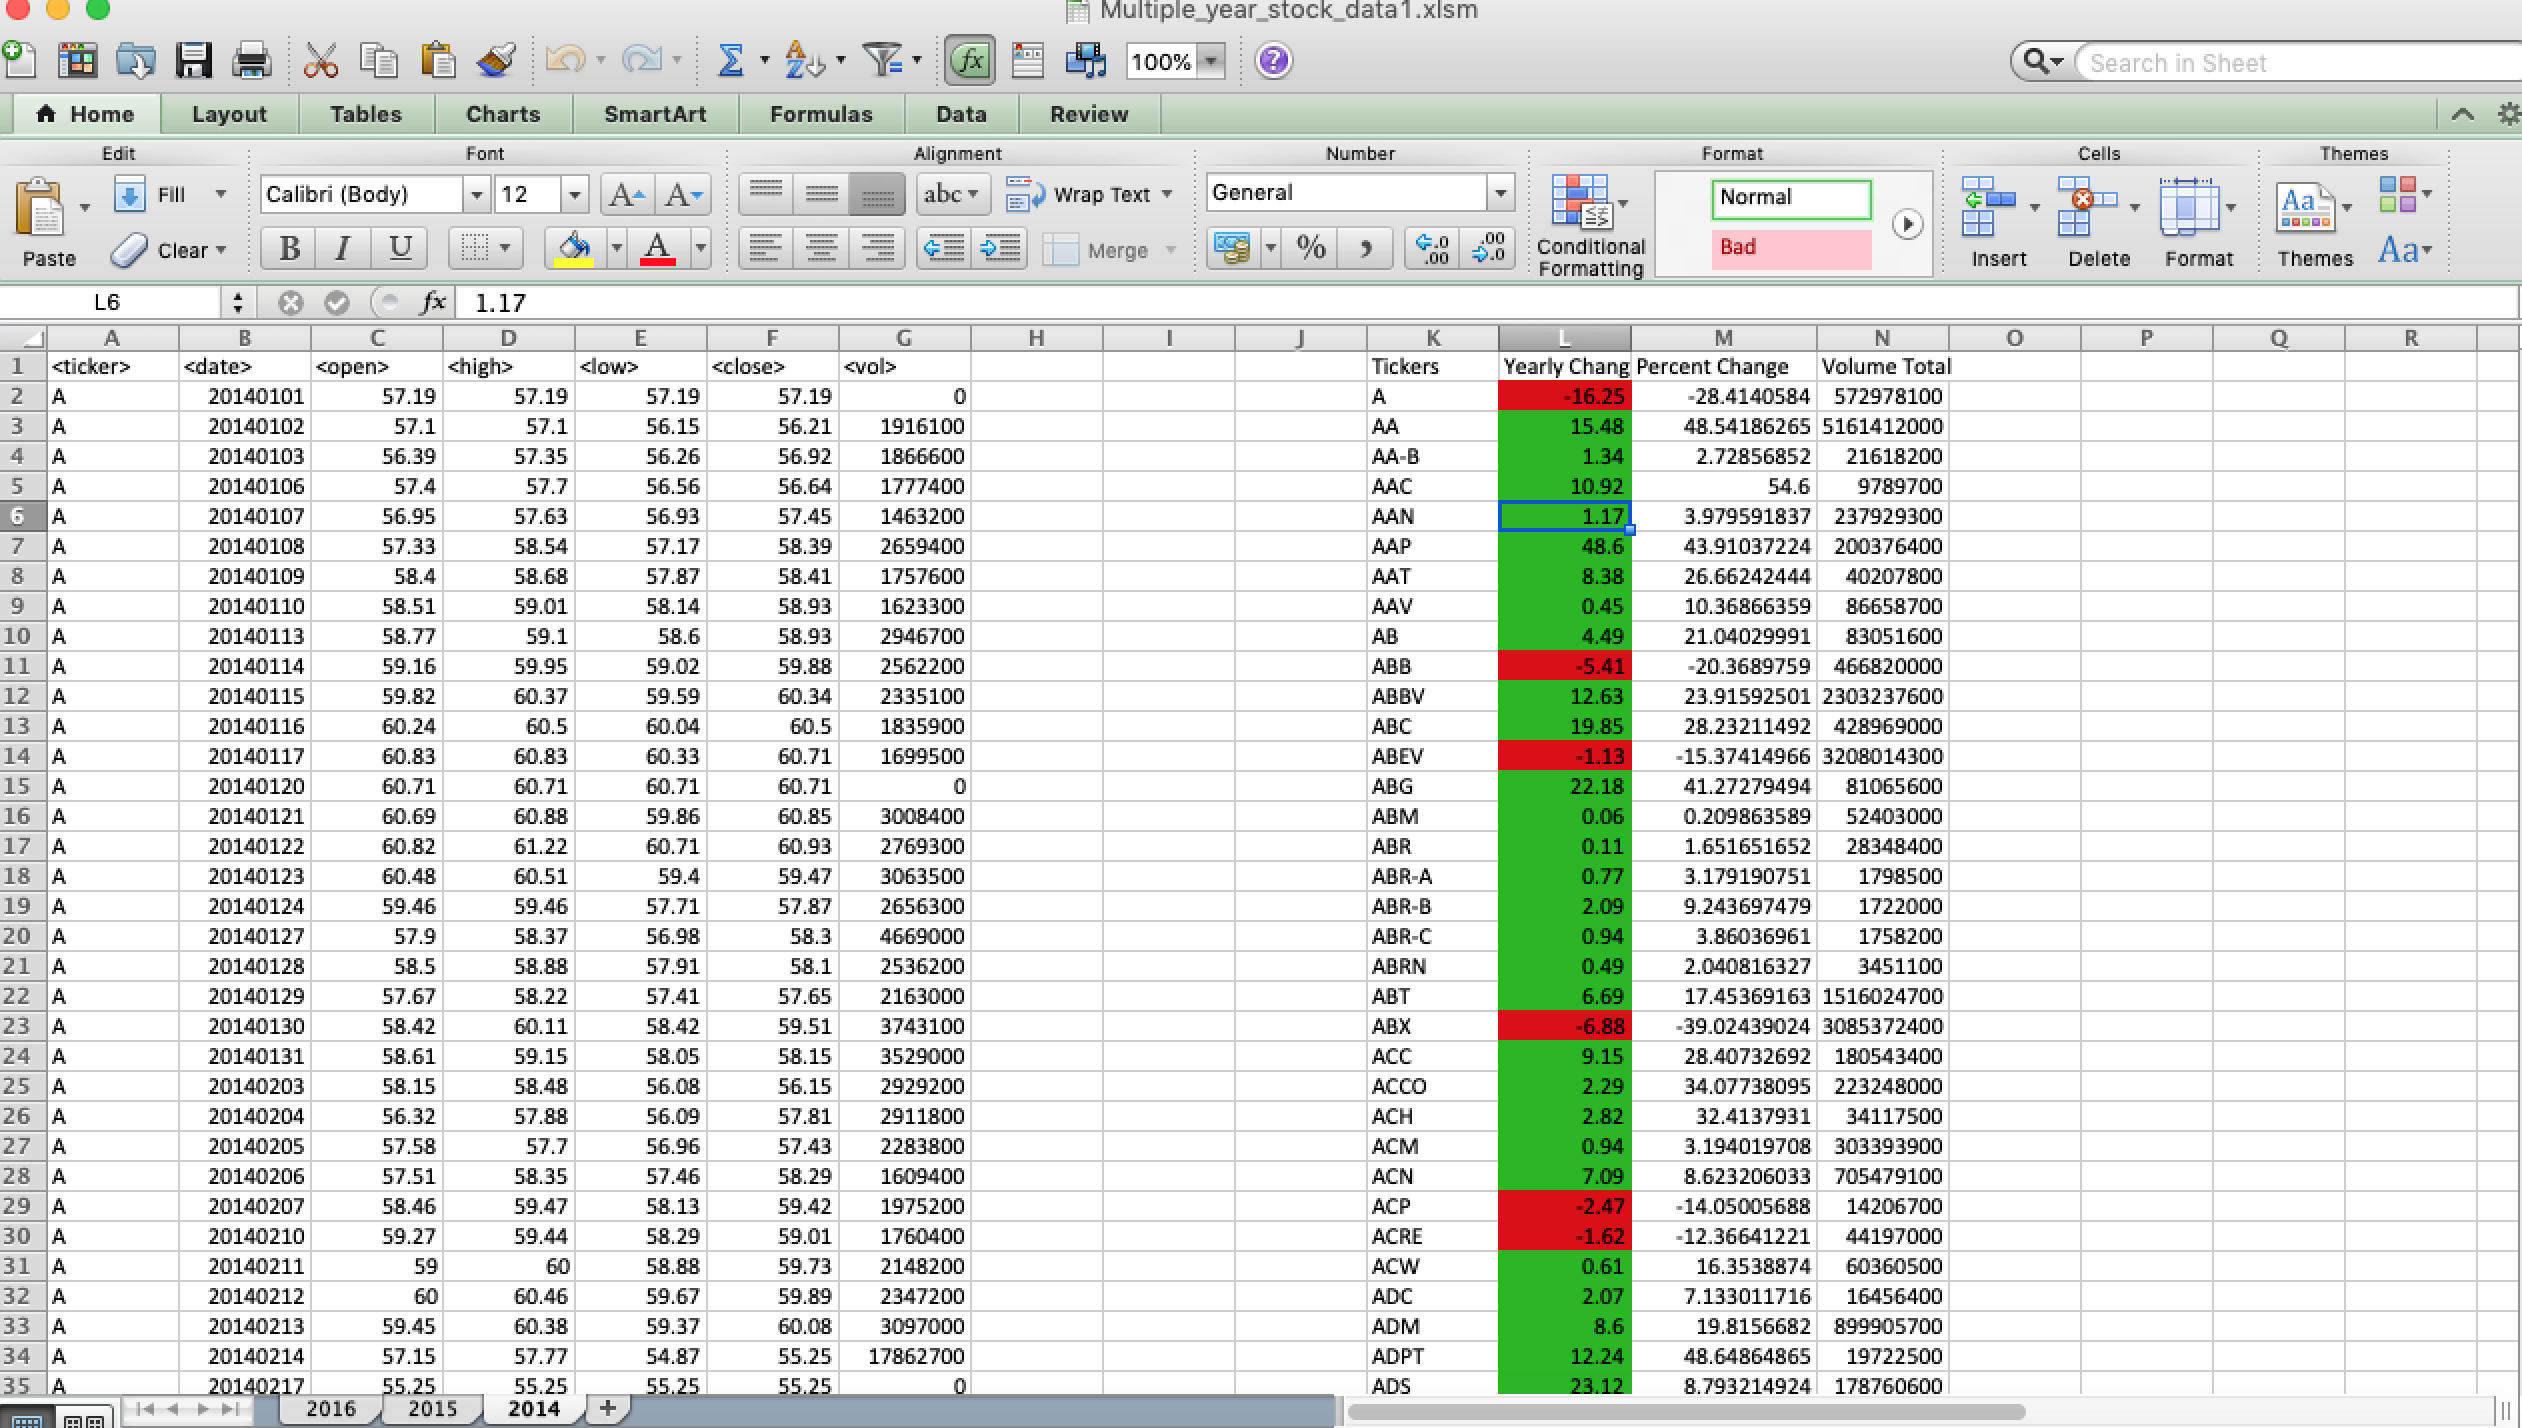 Multiple_year_stock_data1.xlsm
100% Search in Sheet
Home Layout Tables Charts SmartArt Formulas Data Review
Edit Font Alignment Number Format Cells Themes
Paste Fill Clear Calibri (Body) 12 A A B I U A abc Wrap Text Merge General % , .0 .00 .00 .0 Conditional Formatting Normal Bad Insert Delete Format Aa Themes Aa
L6 fx 1.17
A B C D E F G H I J K L M N O P Q R
1 <ticker> <date> <open> <high> <low> <close> <vol> Tickers Yearly Chang Percent Change Volume Total
2 A 20140101 57.19 57.19 57.19 57.19 0 A -16.25 -28.4140584 572978100
3 A 20140102 57.1 57.1 56.15 56.21 1916100 AA 15.48 48.54186265 5161412000
4 A 20140103 56.39 57.35 56.26 56.92 1866600 AA-B 1.34 2.72856852 21618200
5 A 20140106 57.4 57.7 56.56 56.64 1777400 AAC 10.92 54.6 9789700
6 A 20140107 56.95 57.63 56.93 57.45 1463200 AAN 1.17 3.979591837 237929300
7 A 20140108 57.33 58.54 57.17 58.39 2659400 AAP 48.6 43.91037224 200376400
8 A 20140109 58.4 58.68 57.87 58.41 1757600 AAT 8.38 26.66242444 40207800
9 A 20140110 58.51 59.01 58.14 58.93 1623300 AAV 0.45 10.36866359 86658700
10 A 20140113 58.77 59.1 58.6 58.93 2946700 AB 4.49 21.04029991 83051600
11 A 20140114 59.16 59.95 59.02 59.88 2562200 ABB -5.41 -20.3689759 466820000
12 A 20140115 59.82 60.37 59.59 60.34 2335100 ABBV 12.63 23.91592501 2303237600
13 A 20140116 60.24 60.5 60.04 60.5 1835900 ABC 19.85 28.23211492 428969000
14 A 20140117 60.83 60.83 60.33 60.71 1699500 ABEV -1.13 -15.37414966 3208014300
15 A 20140120 60.71 60.71 60.71 60.71 0 ABG 22.18 41.27279494 81065600
16 A 20140121 60.69 60.88 59.86 60.85 3008400 ABM 0.06 0.209863589 52403000
17 A 20140122 60.82 61.22 60.71 60.93 2769300 ABR 0.11 1.651651652 28348400
18 A 20140123 60.48 60.51 59.4 59.47 3063500 ABR-A 0.77 3.179190751 1798500
19 A 20140124 59.46 59.46 57.71 57.87 2656300 ABR-B 2.09 9.243697479 1722000
20 A 20140127 57.9 58.37 56.98 58.3 4669000 ABR-C 0.94 3.86036961 1758200
21 A 20140128 58.5 58.88 57.91 58.1 2536200 ABRN 0.49 2.040816327 3451100
22 A 20140129 57.67 58.22 57.41 57.65 2163000 ABT 6.69 17.45369163 1516024700
23 A 20140130 58.42 60.11 58.42 59.51 3743100 ABX -6.88 -39.02439024 3085372400
24 A 20140131 58.61 59.15 58.05 58.15 3529000 ACC 9.15 28.40732692 180543400
25 A 20140203 58.15 58.48 56.08 56.15 2929200 ACCO 2.29 34.07738095 223248000
26 A 20140204 56.32 57.88 56.09 57.81 2911800 ACH 2.82 32.4137931 34117500
27 A 20140205 57.58 57.7 56.96 57.43 2283800 ACM 0.94 3.194019708 303393900
28 A 20140206 57.51 58.35 57.46 58.29 1609400 ACN 7.09 8.623206033 705479100
29 A 20140207 58.46 59.47 58.13 59.42 1975200 ACP -2.47 -14.05005688 14206700
30 A 20140210 59.27 59.44 58.29 59.01 1760400 ACRE -1.62 -12.36641221 44197000
31 A 20140211 59 60 58.88 59.73 2148200 ACW 0.61 16.3538874 60360500
32 A 20140212 60 60.46 59.67 59.89 2347200 ADC 2.07 7.133011716 16456400
33 A 20140213 59.45 60.38 59.37 60.08 3097000 ADM 8.6 19.8156682 899905700
34 A 20140214 57.15 57.77 54.87 55.25 17862700 ADPT 12.24 48.64864865 19722500
35 A 20140217 55.25 55.25 55.25 55.25 0 ADS 23.12 8.793214924 178760600
2016 2015 2014 +